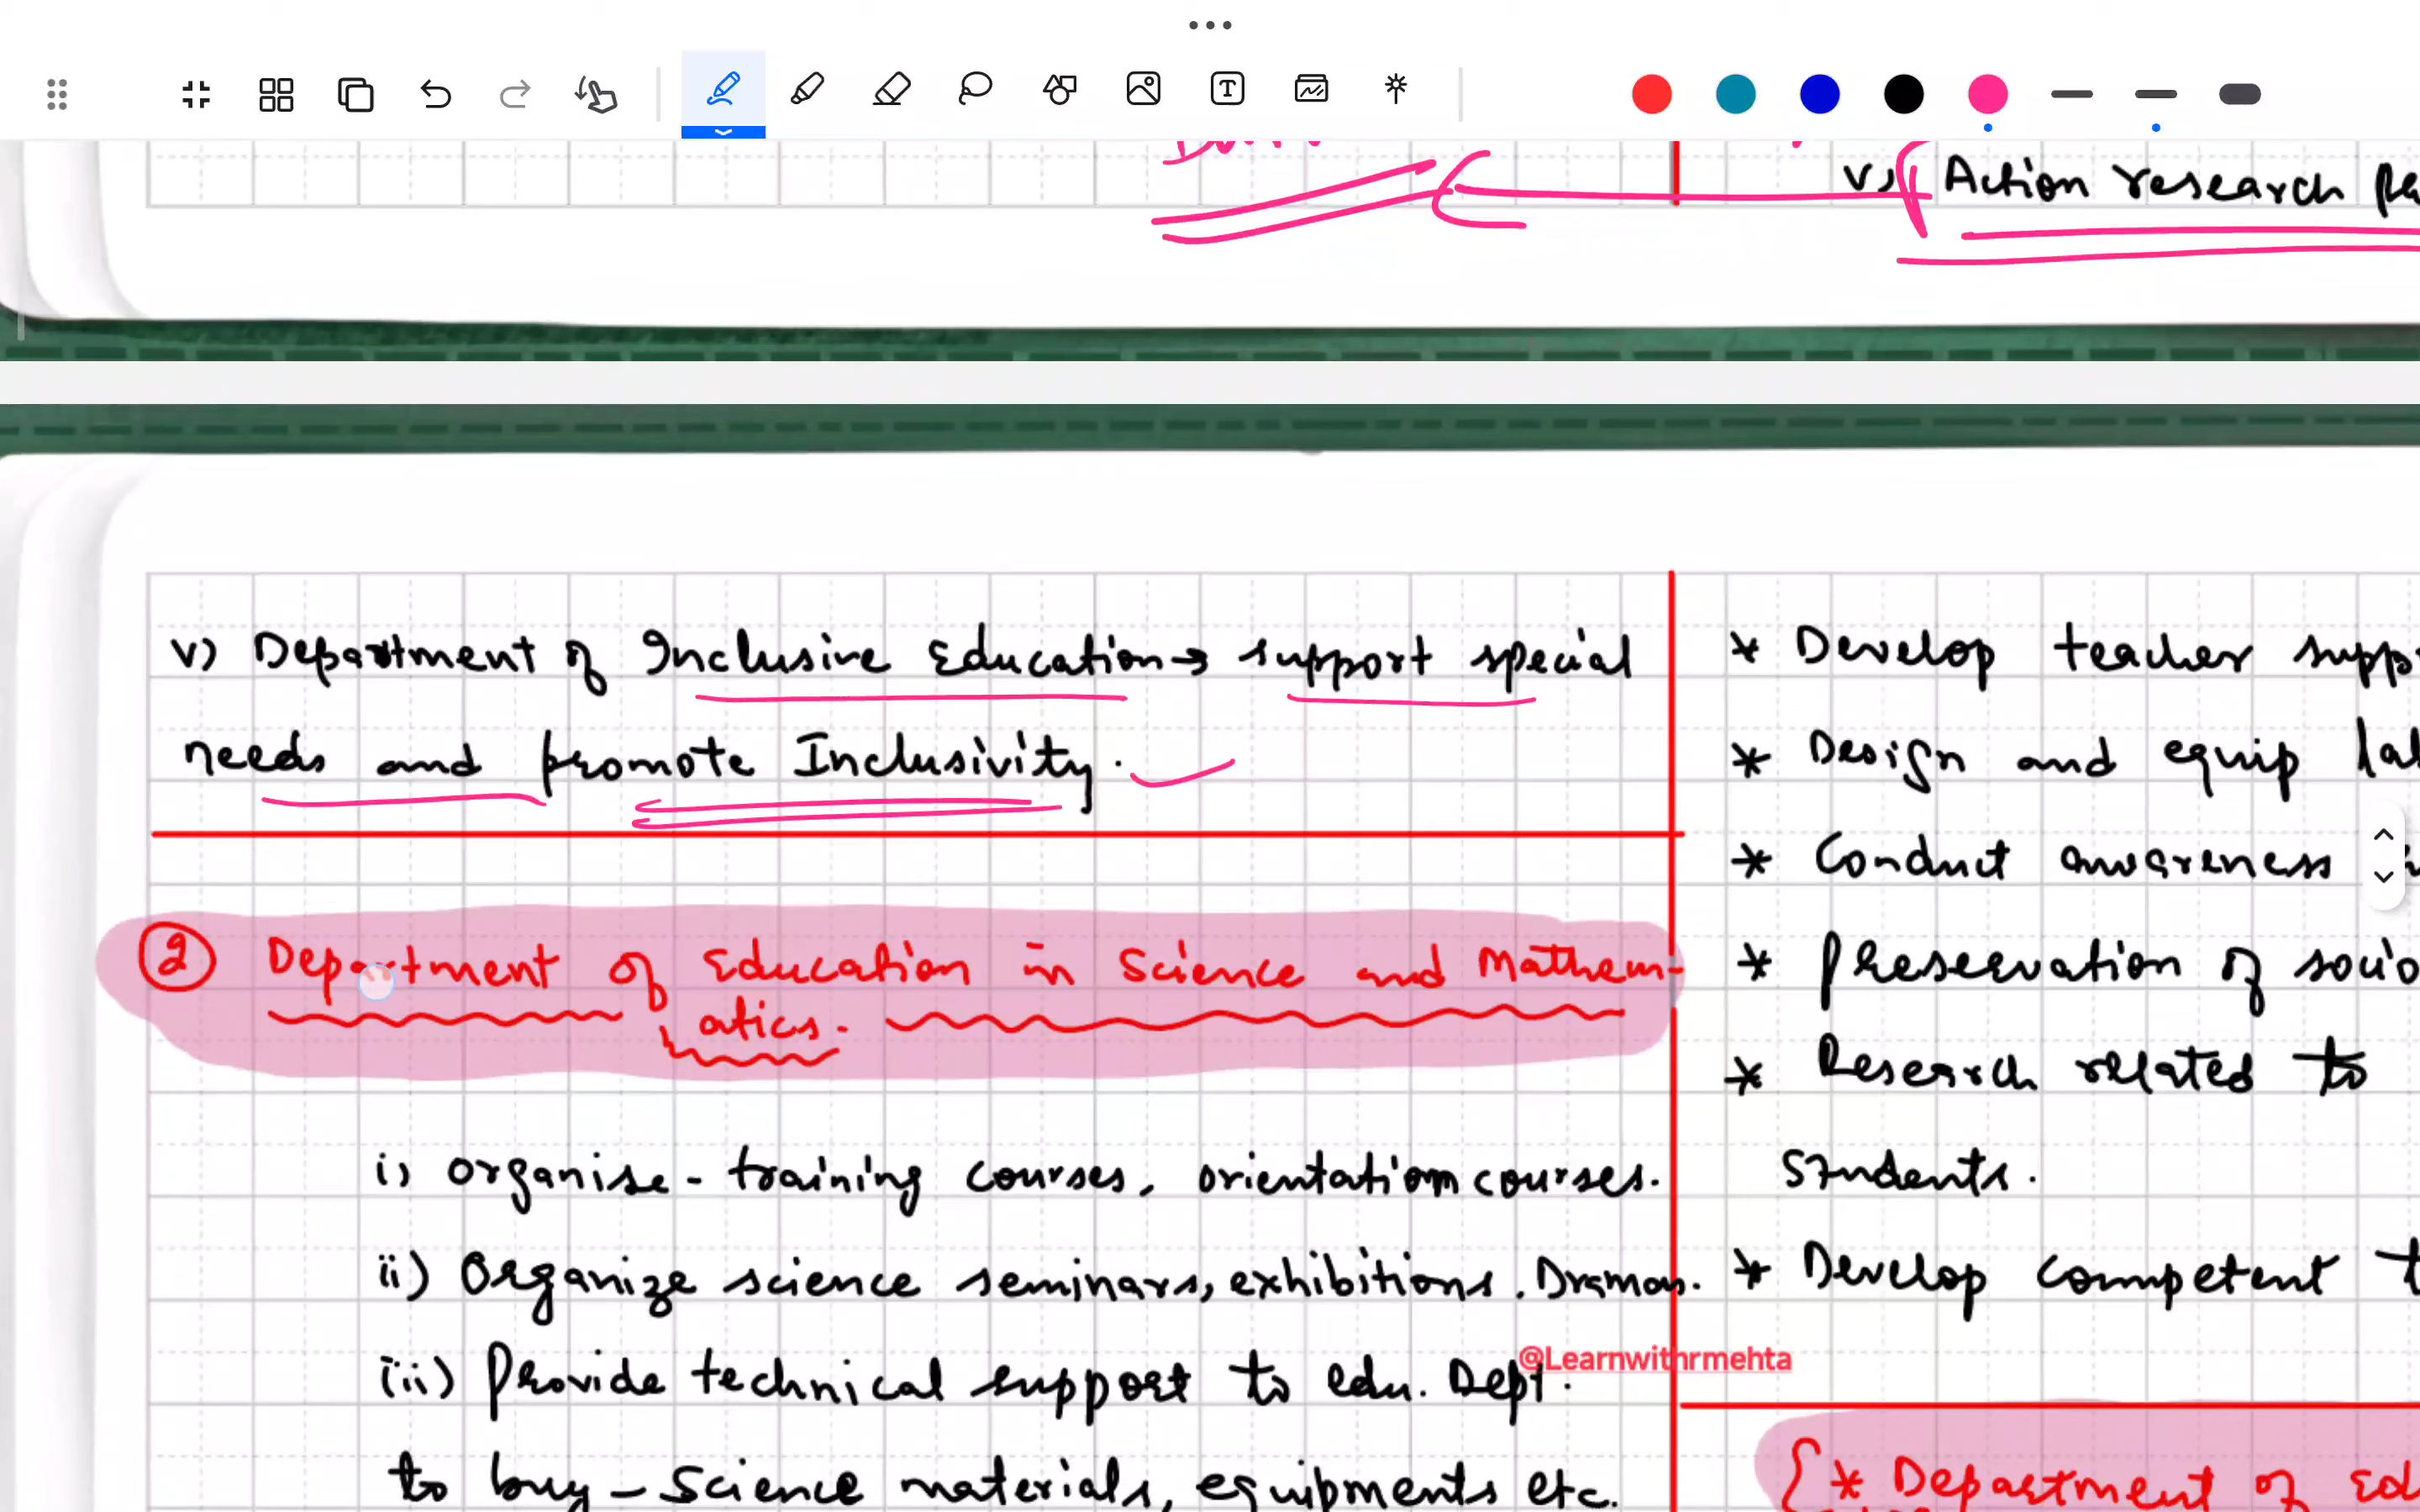 v) Action research
v) Department of Inclusive Education → support special
needs and promote Inclusivity.
② Department of Education in Science and Mathem-
atics.
i) organise - training courses, orientation courses.
ii) Organize science seminars, exhibitions. Dramas.
iii) Provide technical support to edu. Dept.
to buy - science materials, equipments etc.
* Develop teacher
* Design and equip
* Conduct awareness
* Preservation of
* Research related to
Students.
* Develop competent
@Learnwithrmehta
{* Department of